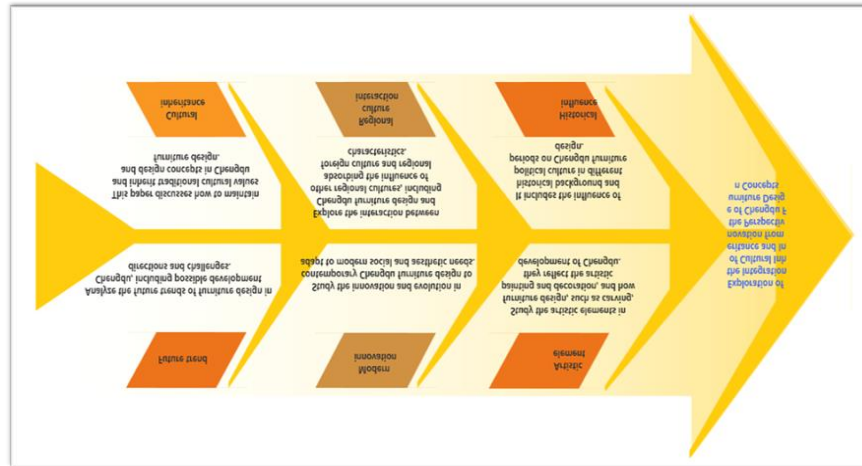 Future trend
Analyze the future trends of furniture design in
Chengdu, including possible development
directions and challenges.
Modern
innovation
Study the innovation and evolution in
contemporary Chengdu furniture design to
adapt to modern social and aesthetic needs.
Artistic
element
Study the artistic elements in
furniture design, such as carving,
painting and decoration, and how
they reflect the artistic
development of Chengdu.
Exploration of
the Integration
of Cultural Inh
eritance and In
novation from
the Perspectiv
e of Chengdu F
urniture Desig
n Concepts
This paper discusses how to maintain
and inherit traditional cultural values
and design concepts in Chengdu
furniture design.
Cultural
inheritance
Explore the interaction between
Chengdu furniture design and
other regional cultures, including
absorbing the influence of
foreign culture and regional
characteristics.
Regional
culture
interaction
It includes the influence of
historical background and
political culture in different
periods on Chengdu furniture
design.
Historical
influence